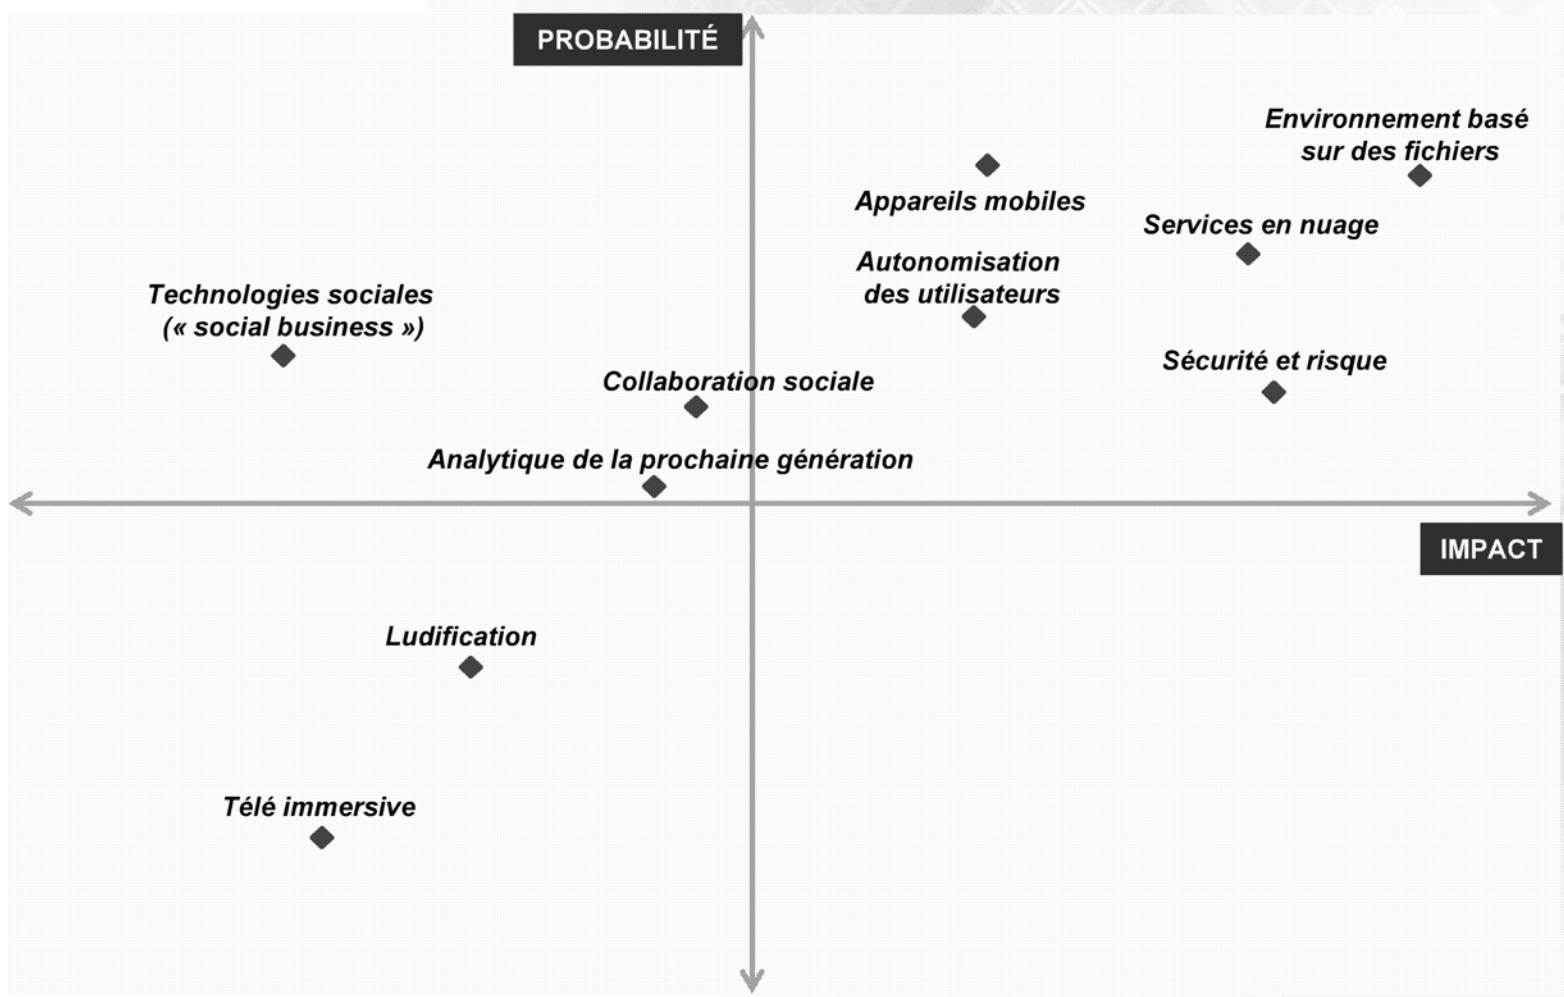 PROBABILITÉ
Environnement basé
sur des fichiers
Appareils mobiles
Services en nuage
Autonomisation
des utilisateurs
Technologies sociales
(« social business »)
Sécurité et risque
Collaboration sociale
Analytique de la prochaine génération
IMPACT
Ludification
Télé immersive